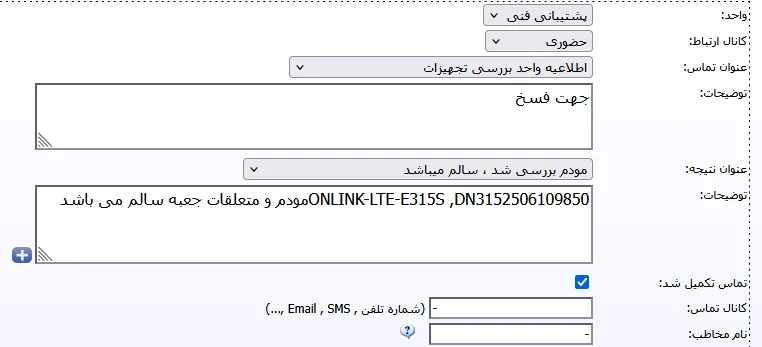 واحد: پشتیبانی فنی
کانال ارتباط: حضوری
عنوان تماس: اطلاعیه واحد بررسی تجهیزات
توضیحات: جهت فسخ
عنوان نتیجه: مودم بررسی شد ، سالم میباشد
توضیحات: ONLINK-LTE-E315S ,DN3152506109850مودم و متعلقات جعبه سالم می باشد
تماس تکمیل شد:
کانال تماس: - (شماره تلفن , Email , SMS ,...)
نام مخاطب: -